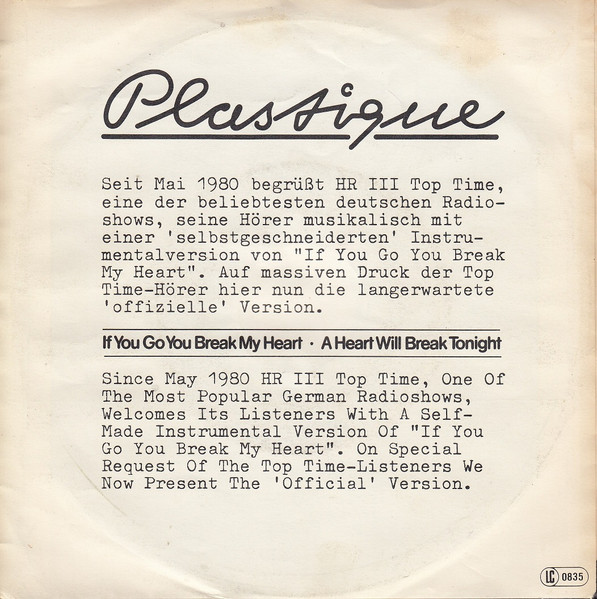 Plastique
Seit Mai 1980 begrüßt HR III Top Time,
eine der beliebtesten deutschen Radio-
shows, seine Hörer musikalisch mit
einer 'selbstgeschneiderten' Instru-
mentalversion von "If You Go You Break
My Heart". Auf massiven Druck der Top
Time-Hörer hier nun die langerwartete
'offizielle' Version.
If You Go You Break My Heart · A Heart Will Break Tonight
Since May 1980 HR III Top Time, One Of
The Most Popular German Radioshows,
Welcomes Its Listeners With A Self-
Made Instrumental Version Of "If You
Go You Break My Heart". On Special
Request Of The Top Time-Listeners We
Now Present The 'Official' Version.
LC 0835